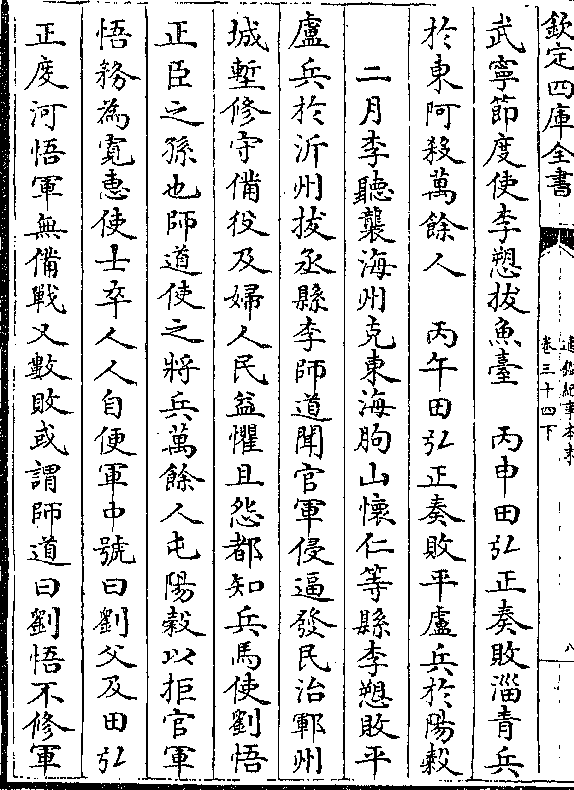 欽定四庫全書
通鑑紀事本末
卷三十四下
八
武寧節度使李愬拔魚臺　丙申田弘正奏敗淄青兵
於東阿殺萬餘人　丙午田弘正奏敗平盧兵於陽穀
二月李聽襲海州克東海朐山懷仁等縣李愬敗平
盧兵於沂州拔丞縣李師道聞官軍侵逼發民治鄆州
城塹修守備役及婦人民益懼且怨都知兵馬使劉悟
正臣之孫也師道使之將兵萬餘人屯陽穀以拒官軍
悟務為寛惠使士卒人人自便軍中號曰劉父及田弘
正度河悟軍無備戰又數敗或謂師道曰劉悟不修軍